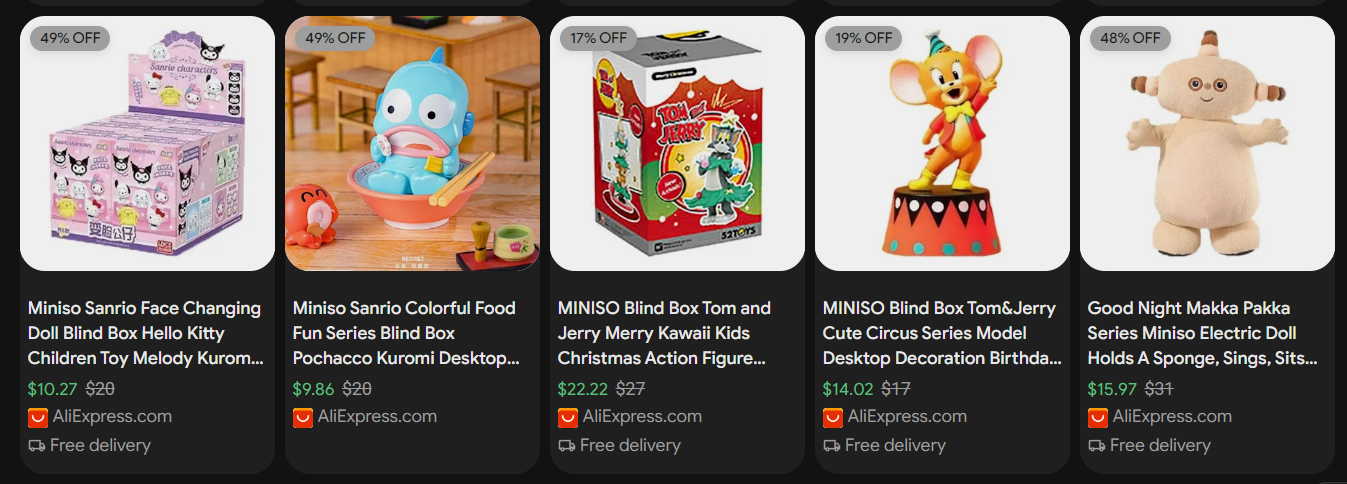 49% OFF
Sanrio characters
Sanrio characters
Sanrio characters
变脸公仔
49% OFF
SECRET
17% OFF
Merry Christmas
TOM and
JERRY
52TOYS
19% OFF
48% OFF
Miniso Sanrio Face Changing
Doll Blind Box Hello Kitty
Children Toy Melody Kurom...
$10.27 $20
AliExpress.com
Free delivery
Miniso Sanrio Colorful Food
Fun Series Blind Box
Pochacco Kuromi Desktop...
$9.86 $20
AliExpress.com
MINISO Blind Box Tom and
Jerry Merry Kawaii Kids
Christmas Action Figure...
$22.22 $27
AliExpress.com
Free delivery
MINISO Blind Box Tom&Jerry
Cute Circus Series Model
Desktop Decoration Birthda...
$14.02 $17
AliExpress.com
Free delivery
Good Night Makka Pakka
Series Miniso Electric Doll
Holds A Sponge, Sings, Sits...
$15.97 $31
AliExpress.com
Free delivery